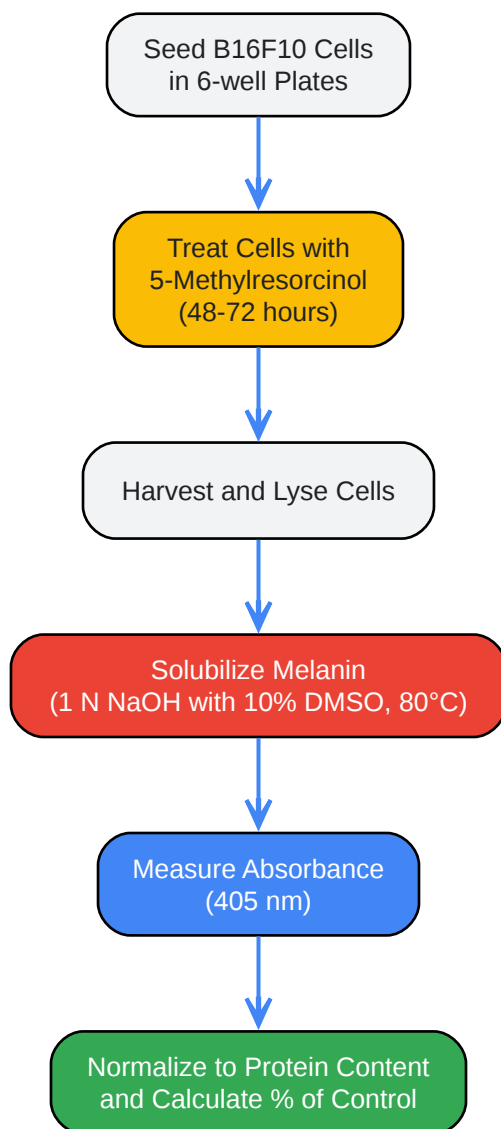 Seed B16F10 Cells
in 6-well Plates
Treat Cells with
5-Methylresorcinol
(48-72 hours)
Harvest and Lyse Cells
Solubilize Melanin
(1 N NaOH with 10% DMSO, 80°C)
Measure Absorbance
(405 nm)
Normalize to Protein Content
and Calculate % of Control